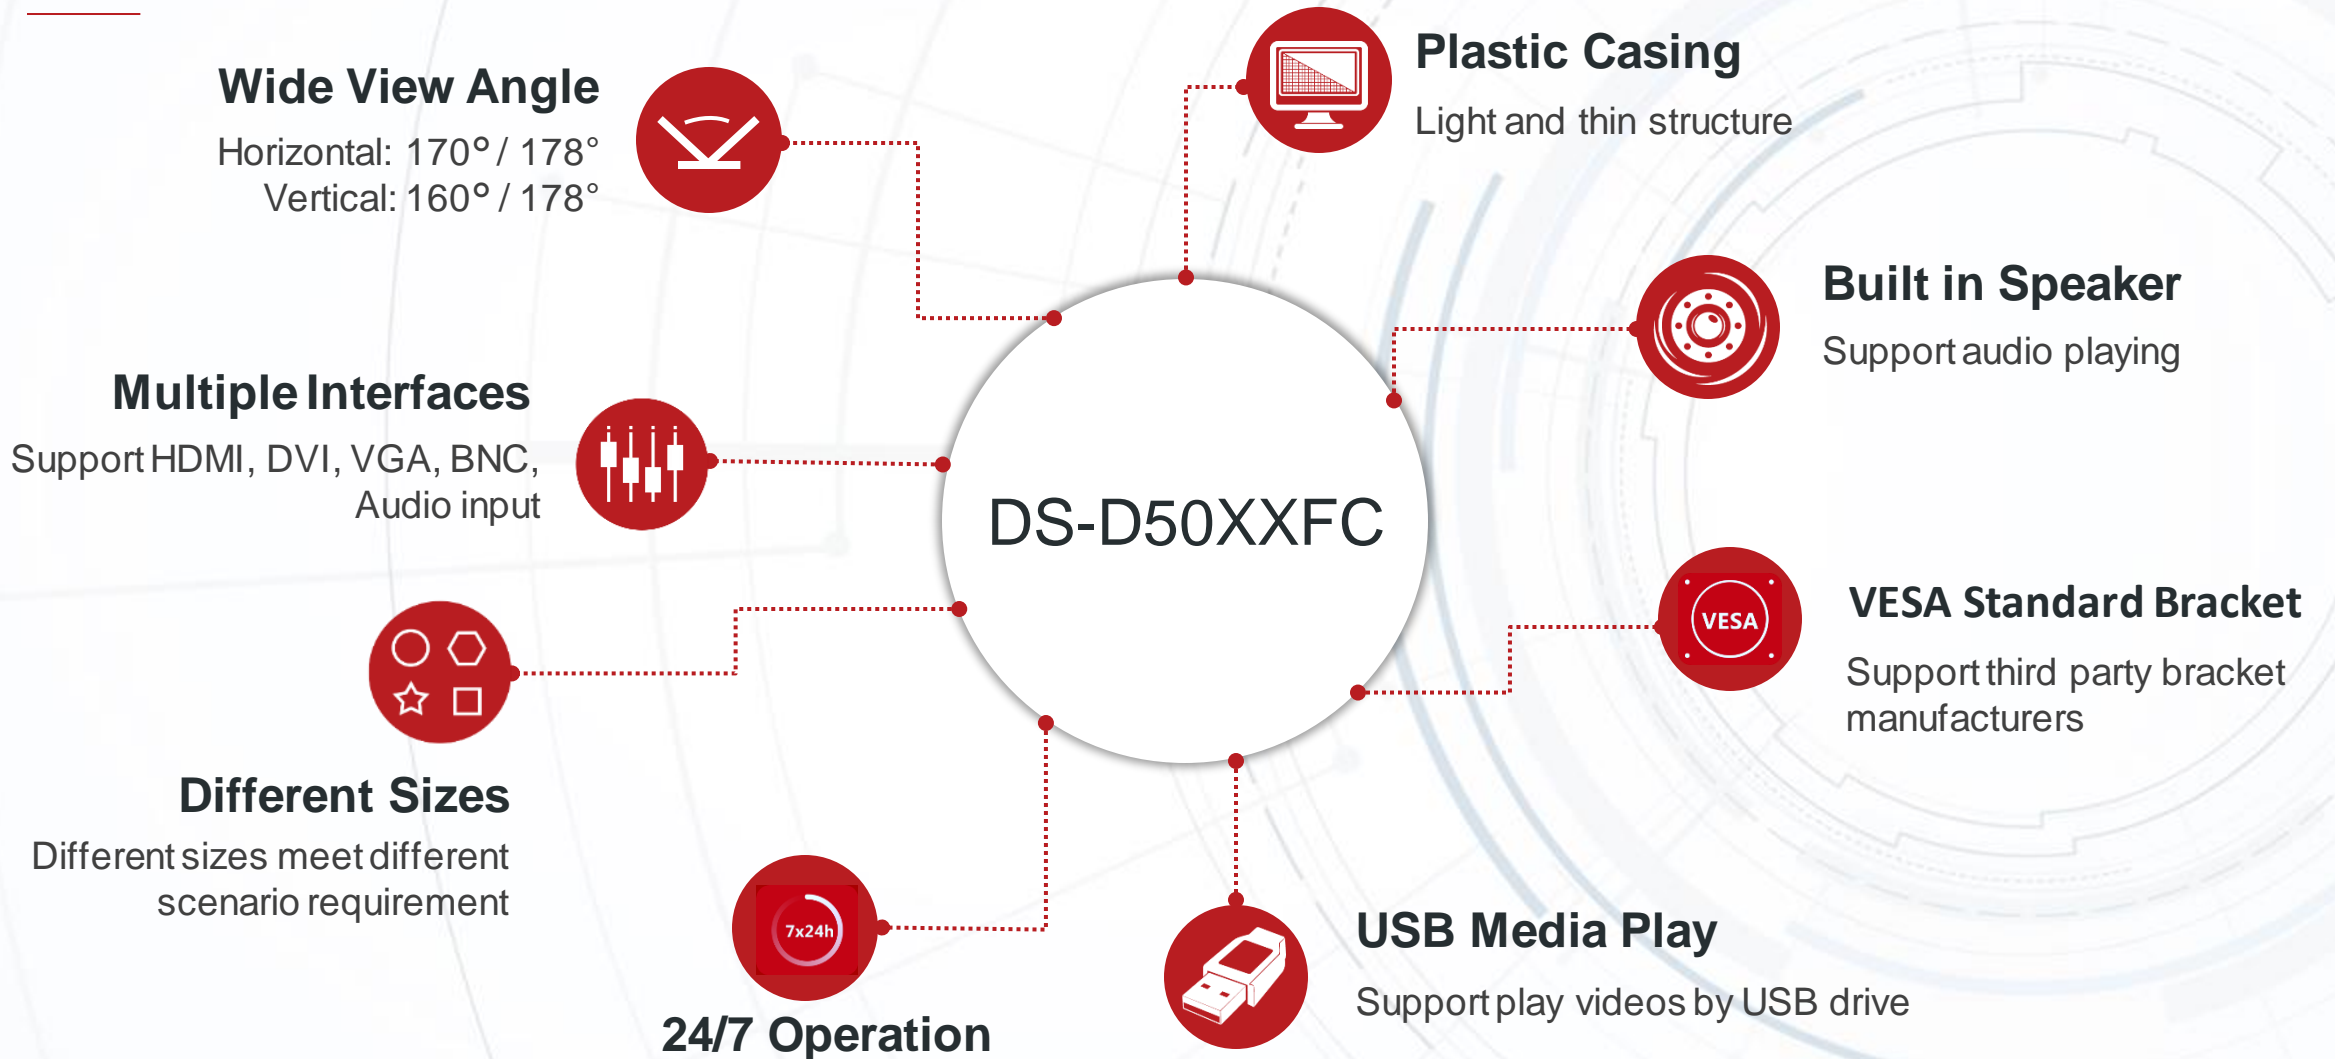 Wide View Angle
Horizontal: 170° / 178°
Vertical: 160° / 178°
Multiple Interfaces
Support HDMI, DVI, VGA, BNC,
Audio input
Different Sizes
Different sizes meet different
scenario requirement
7x24h
24/7 Operation
DS-D50XXFC
Plastic Casing
Light and thin structure
Built in Speaker
Support audio playing
VESA
VESA Standard Bracket
Support third party bracket
manufacturers
USB Media Play
Support play videos by USB drive